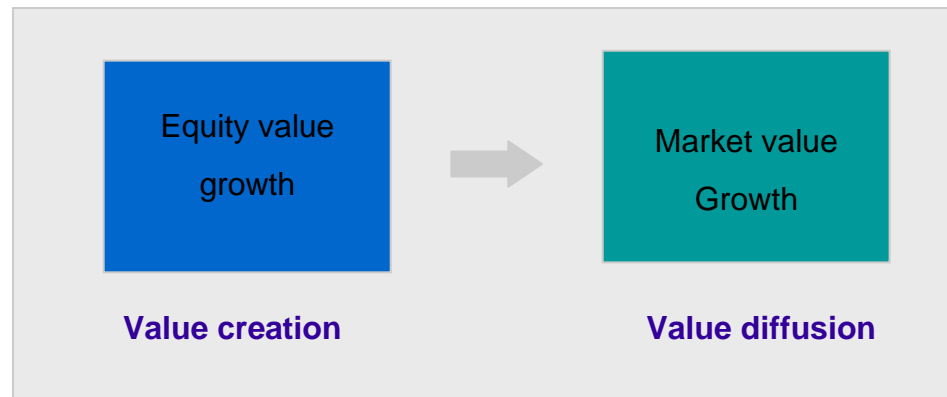 Equity value
growth
Market value
Growth
Value creation
Value diffusion